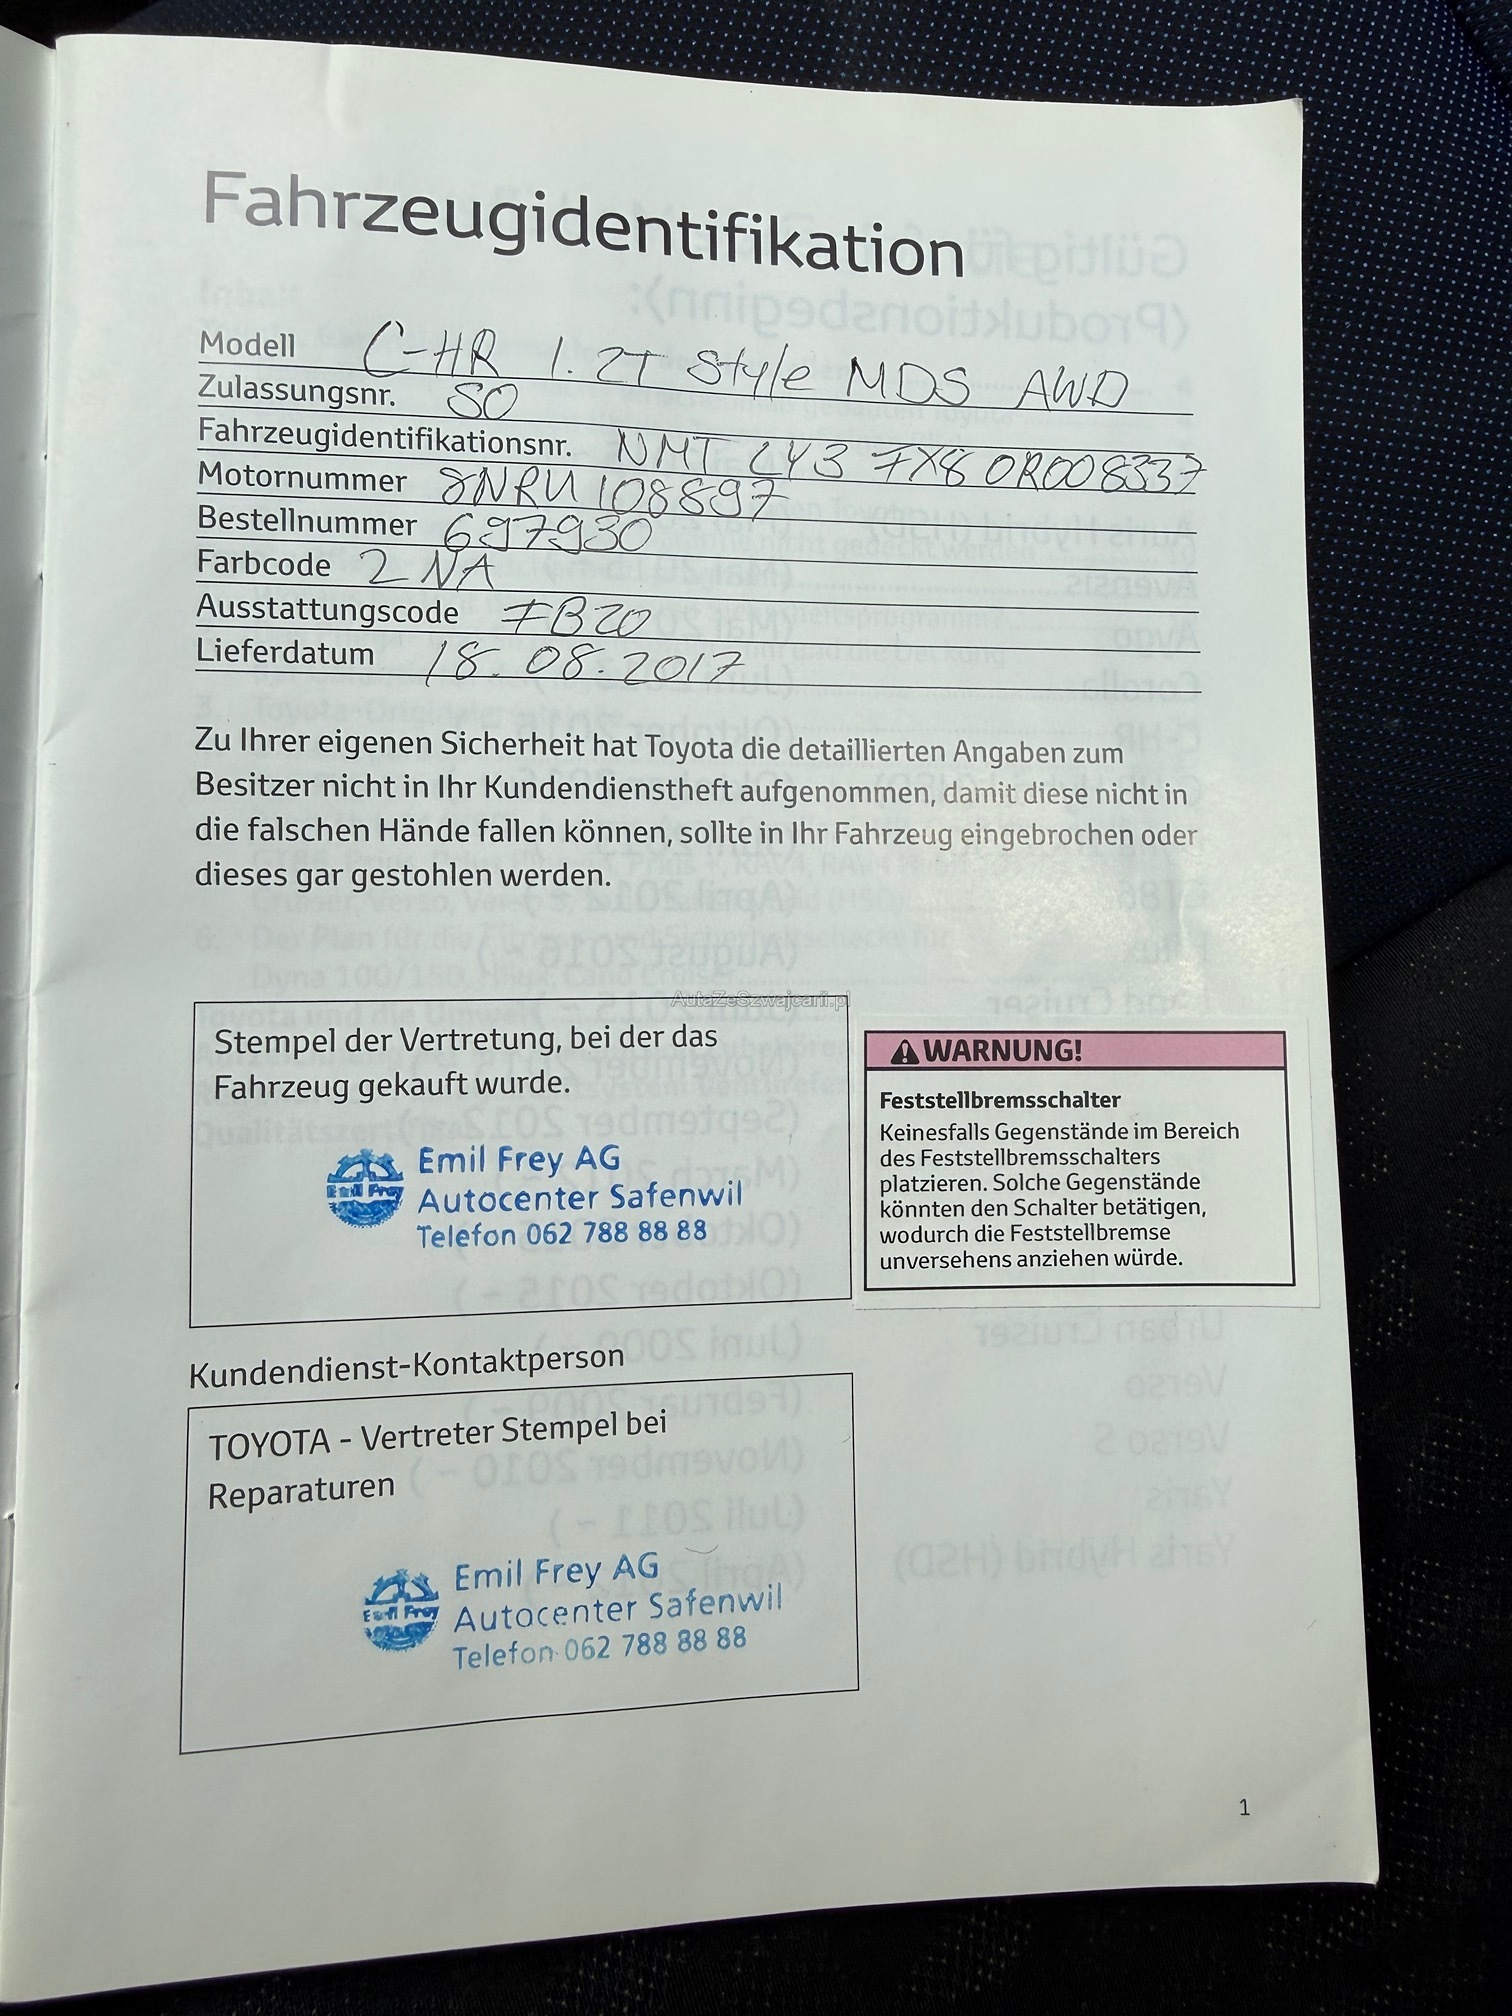 Fahrzeugidentifikation
Modell C-HR 1.2T Style MDS AWD
Zulassungsnr. SO
Fahrzeugidentifikationsnr. NMT LY3 FX8 0R008337
Motornummer 8NRU108897
Bestellnummer 697930
Farbcode 2NA
Ausstattungscode FB20
Lieferdatum 18.08.2017
Zu Ihrer eigenen Sicherheit hat Toyota die detaillierten Angaben zum
Besitzer nicht in Ihr Kundendienstheft aufgenommen, damit diese nicht in
die falschen Hände fallen können, sollte in Ihr Fahrzeug eingebrochen oder
dieses gar gestohlen werden.
AutaZeSzwajcarii.pl
Stempel der Vertretung, bei der das
Fahrzeug gekauft wurde.
Emil Frey
Emil Frey AG
Autocenter Safenwil
Telefon 062 788 88 88
WARNUNG!
Feststellbremsschalter
Keinesfalls Gegenstände im Bereich
des Feststellbremsschalters
platzieren. Solche Gegenstände
könnten den Schalter betätigen,
wodurch die Feststellbremse
unversehens anziehen würde.
Kundendienst-Kontaktperson
TOYOTA - Vertreter Stempel bei
Reparaturen
Emil Frey
Emil Frey AG
Autocenter Safenwil
Telefon 062 788 88 88
1